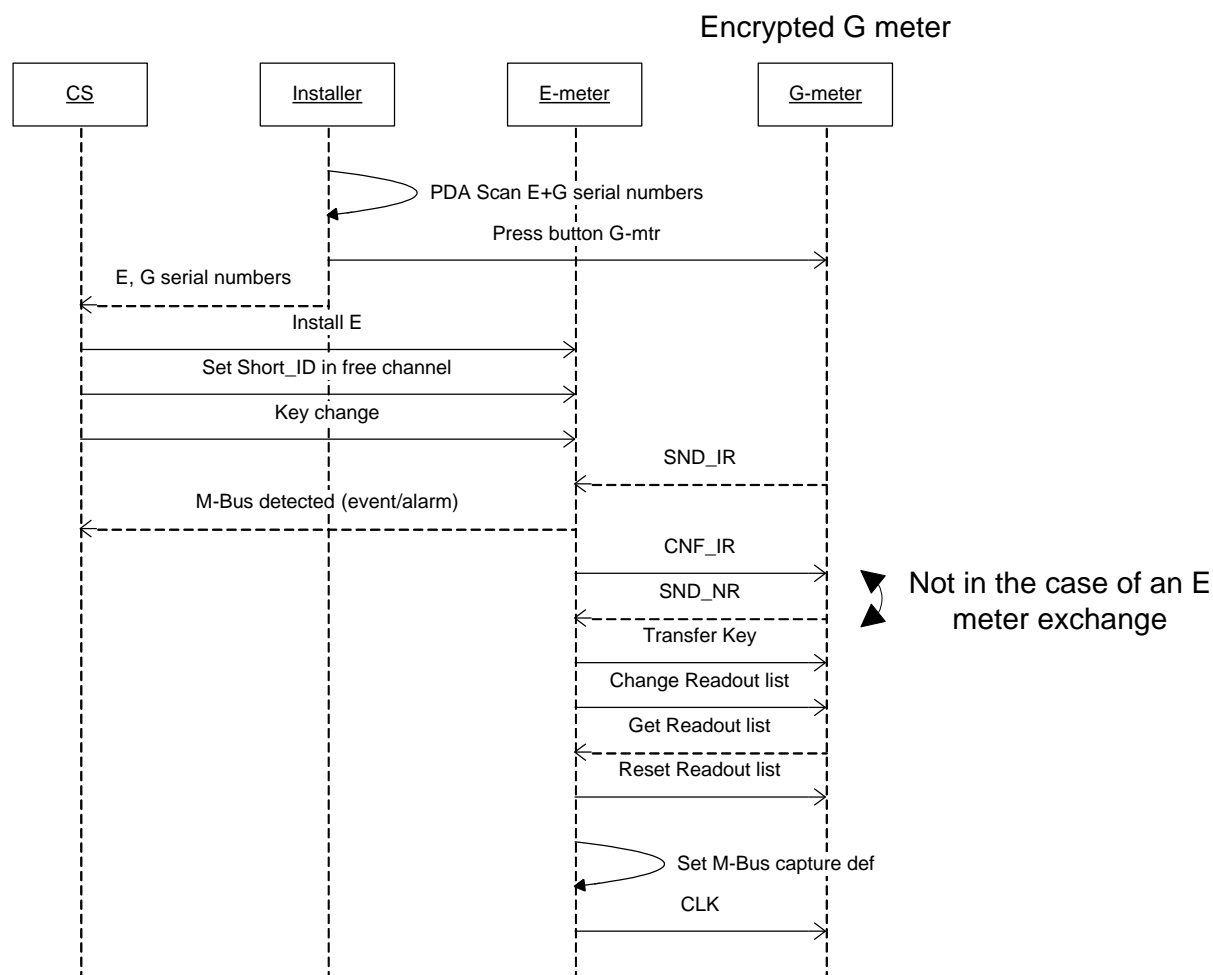 Encrypted G meter
CS
Installer
E-meter
G-meter
PDA Scan E+G serial numbers
Press button G-mtr
E, G serial numbers
Install E
Set Short_ID in free channel
Key change
SND_IR
M-Bus detected (event/alarm)
CNF_IR
SND_NR
Not in the case of an E
meter exchange
Transfer Key
Change Readout list
Get Readout list
Reset Readout list
Set M-Bus capture def
CLK